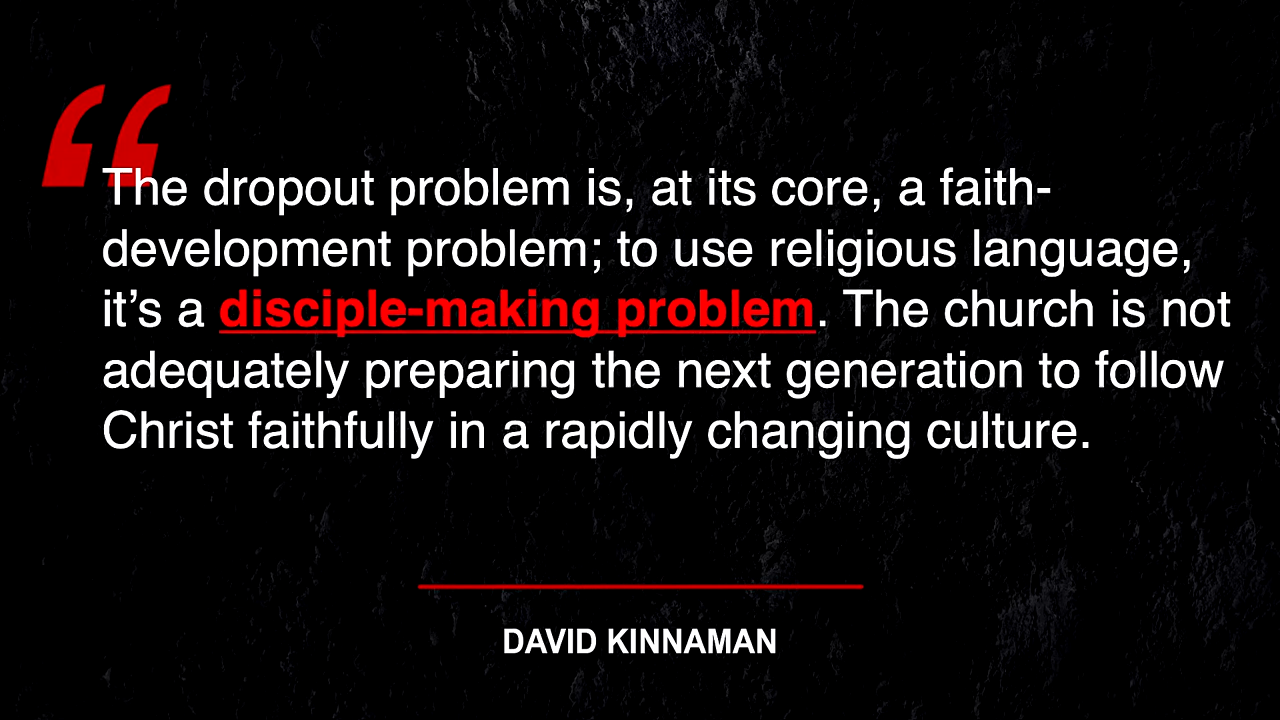 “
The dropout problem is, at its core, a faith-
development problem; to use religious language,
it’s a disciple-making problem. The church is not
adequately preparing the next generation to follow
Christ faithfully in a rapidly changing culture.
DAVID KINNAMAN